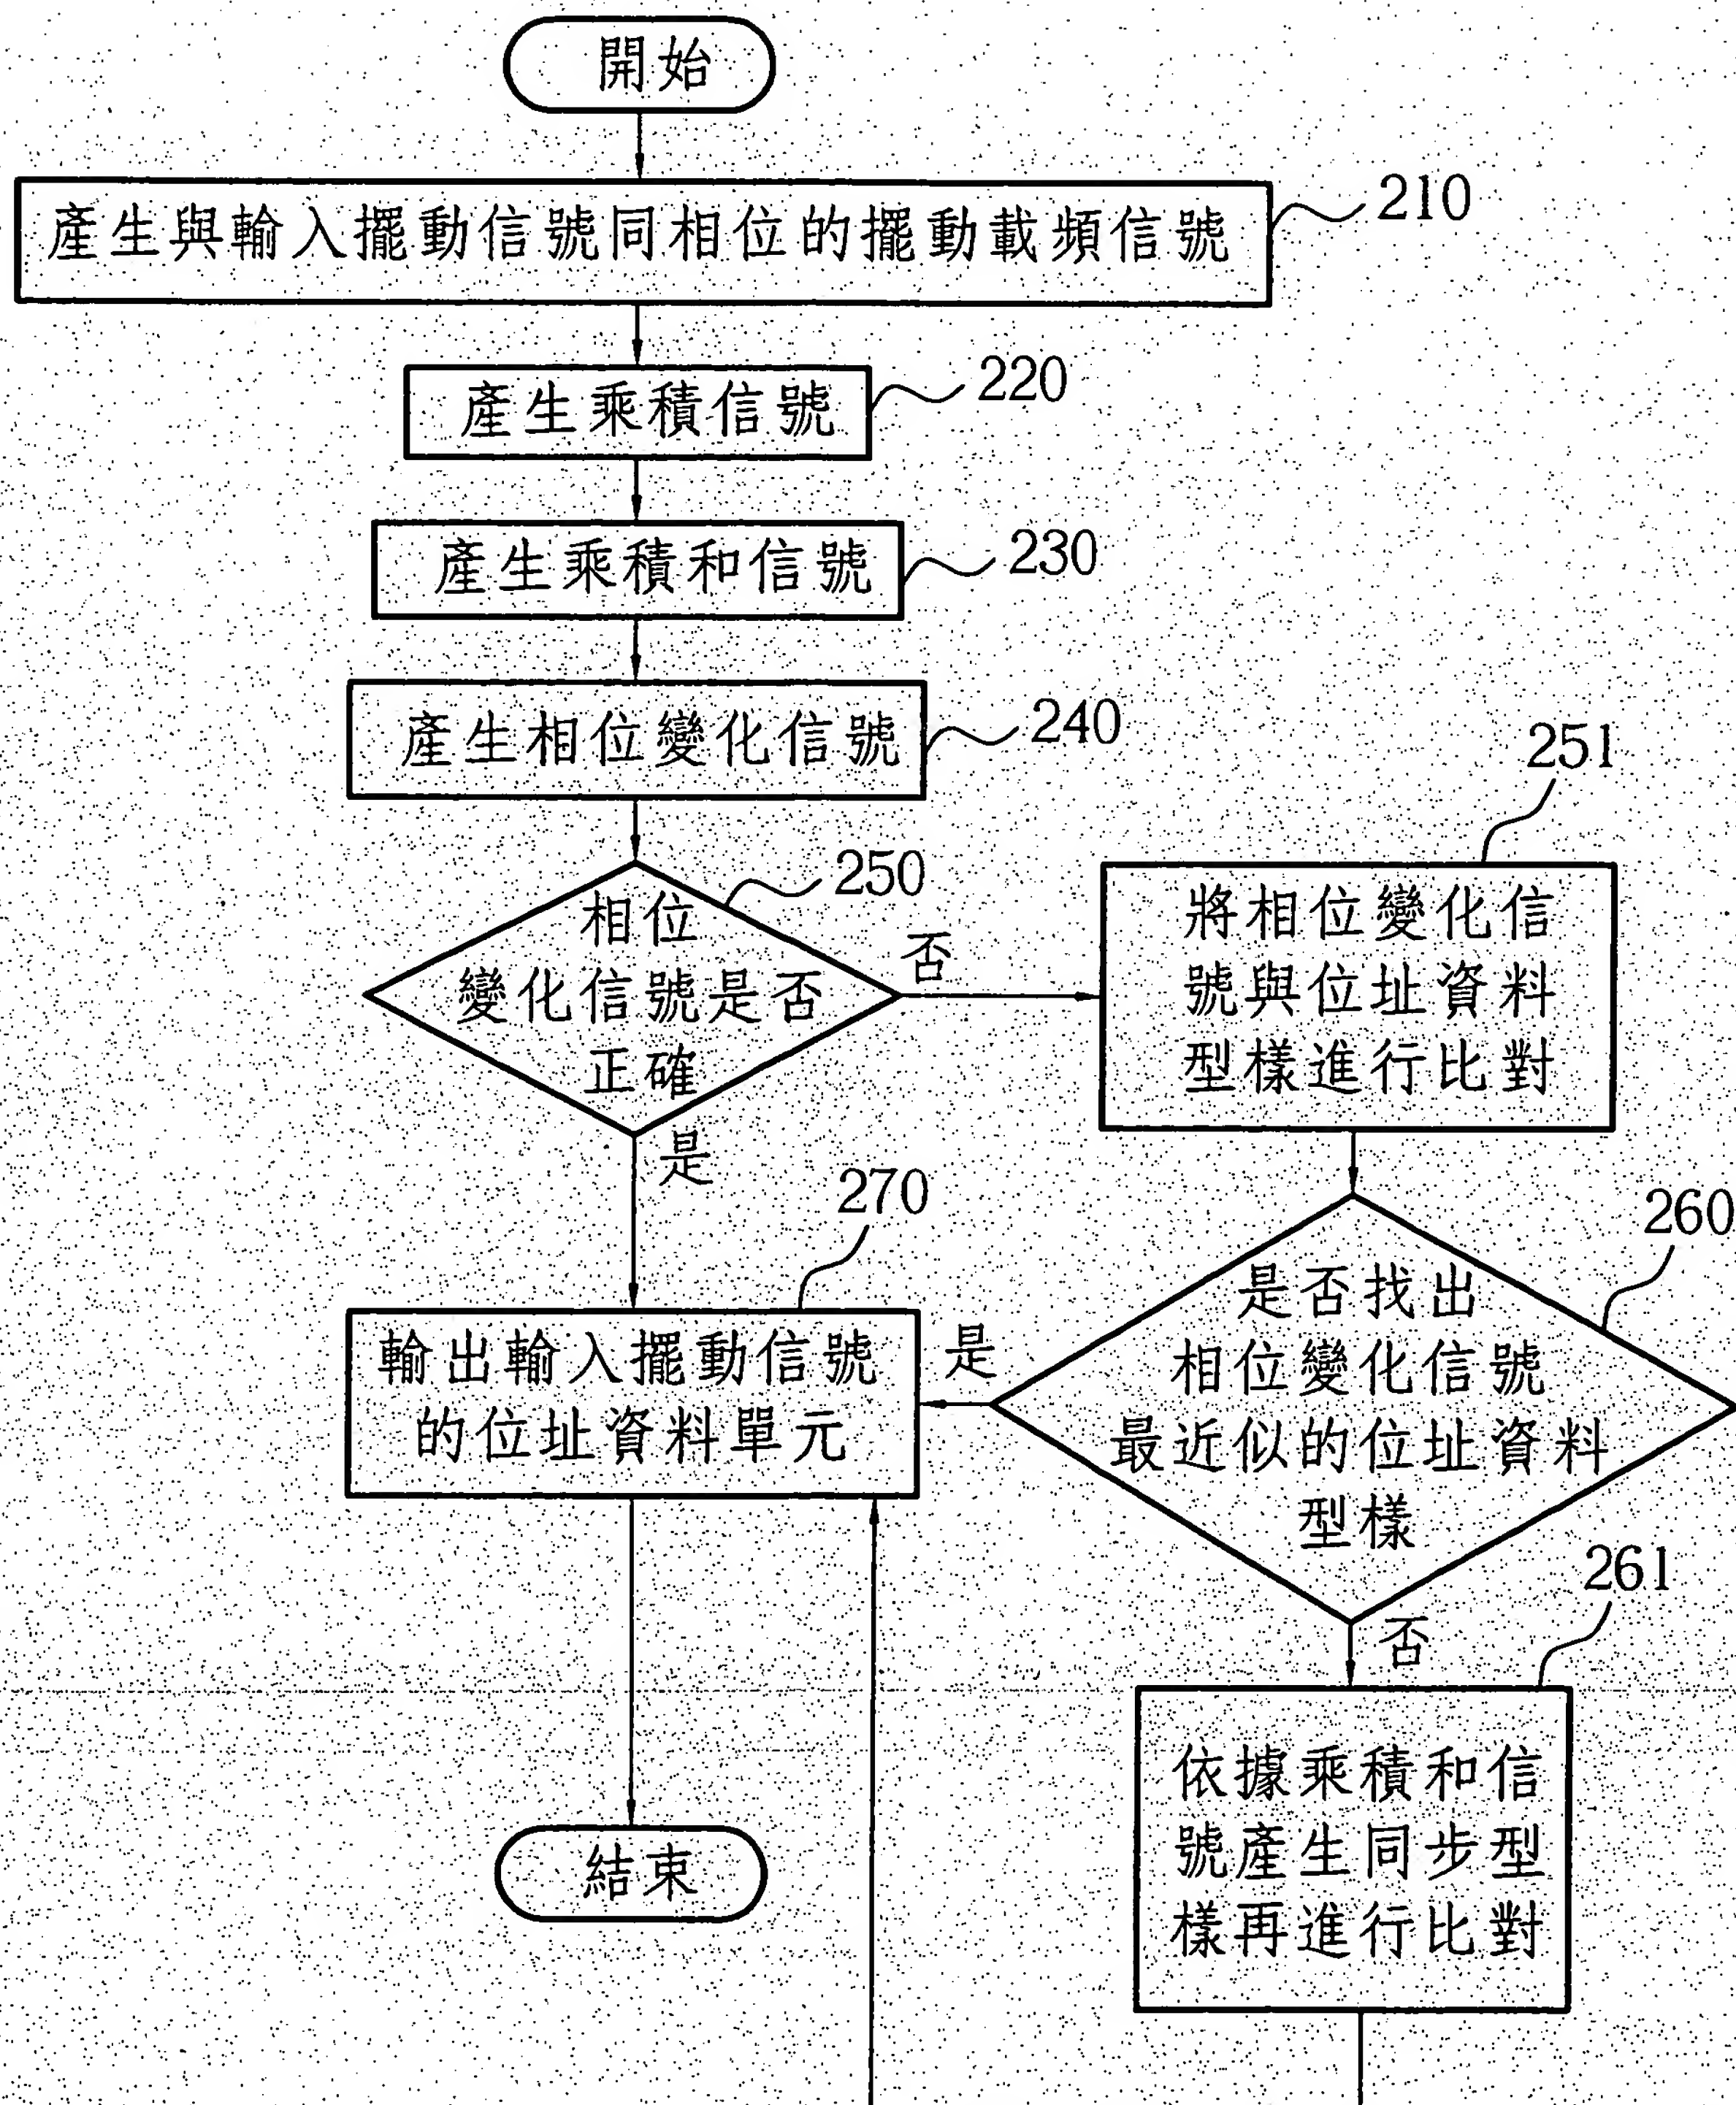 開始
產生與輸入擺動信號同相位的擺動載頻信號
210
產生乘積信號
220
產生乘積和信號
230
產生相位變化信號
240
相位
變化信號是否
正確
250
否
是
251
將相位變化信
號與位址資料
型樣進行比對
260
是否找出
相位變化信號
最近似的位址資料
型樣
是
否
270
輸出輸入擺動信號
的位址資料單元
261
依據乘積和信
號產生同步型
樣再進行比對
結束